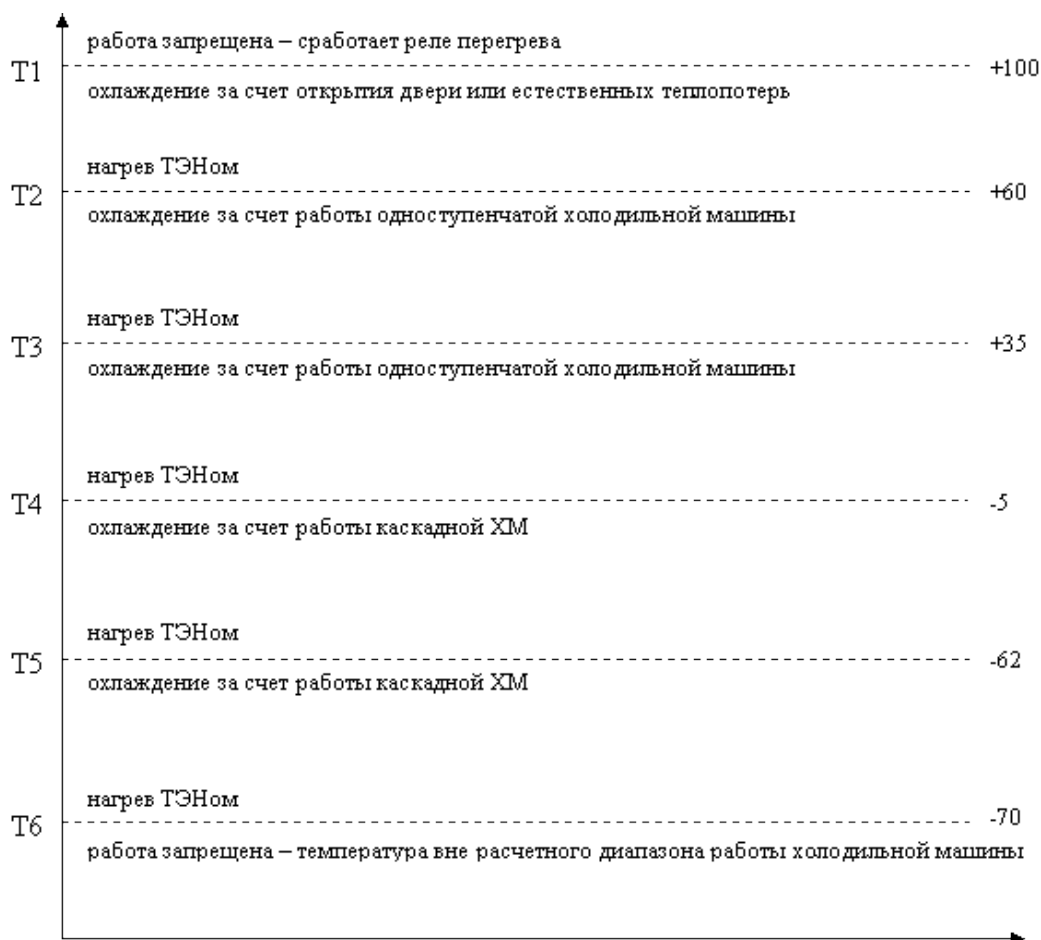 работа запрещена – сработает реле перегрева
T1
+100
охлаждение за счет открытия двери или естественных теплопотерь
нагрев ТЭНом
T2
+60
охлаждение за счет работы одноступенчатой холодильной машины
нагрев ТЭНом
T3
+35
охлаждение за счет работы одноступенчатой холодильной машины
нагрев ТЭНом
T4
-5
охлаждение за счет работы каскадной ХМ
нагрев ТЭНом
T5
-62
охлаждение за счет работы каскадной ХМ
нагрев ТЭНом
T6
-70
работа запрещена – температура вне расчетного диапазона работы холодильной машины